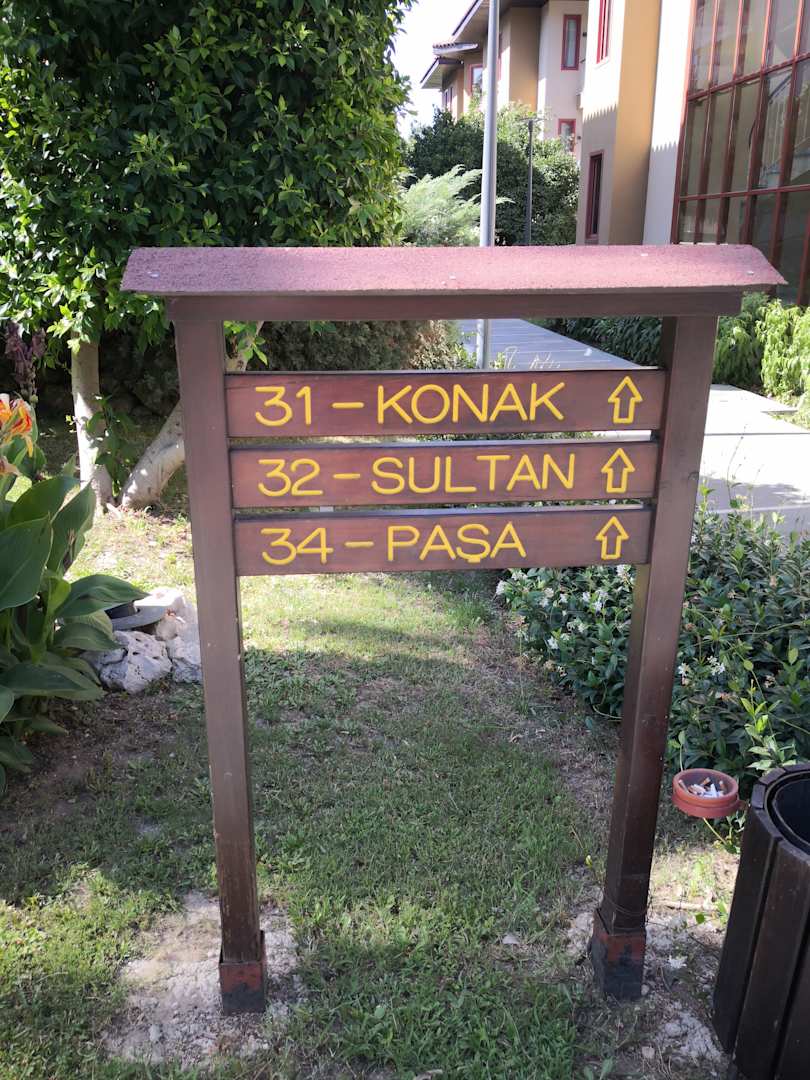 31 - KONAK ⇧
32 - SULTAN ⇧
34 - PAŞA ⇧